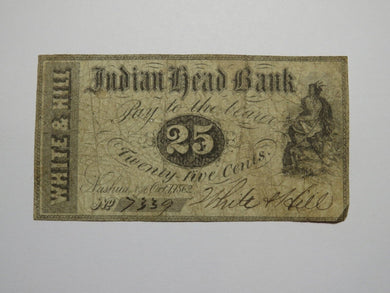 WHITE & HILL
Indian Head Bank
Pay to the bearer
25
Twenty-five Cents.
Nashua Oct 1, 1862
No 7339 White & Hill